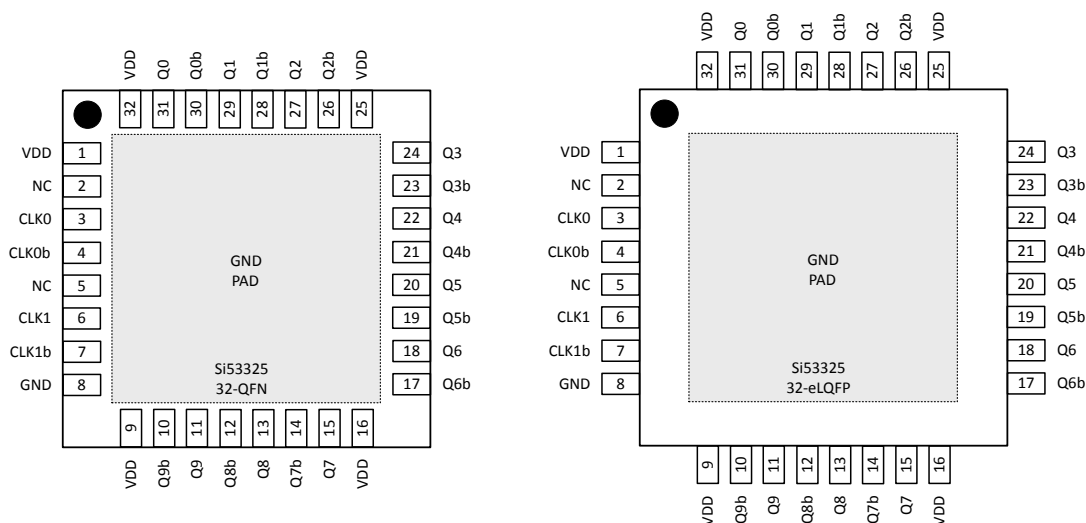 VDD Q0 Q0b Q1 Q1b Q2 Q2b VDD
32 31 30 29 28 27 26 25
VDD 1 24 Q3
NC 2 23 Q3b
CLK0 3 22 Q4
CLK0b 4 21 Q4b
NC 5 20 Q5
CLK1 6 19 Q5b
CLK1b 7 18 Q6
GND 8 17 Q6b
GND
PAD
Si53325
32-QFN
9 10 11 12 13 14 15 16
VDD Q9b Q9 Q8b Q8 Q7b Q7 VDD
VDD Q0 Q0b Q1 Q1b Q2 Q2b VDD
32 31 30 29 28 27 26 25
VDD 1 24 Q3
NC 2 23 Q3b
CLK0 3 22 Q4
CLK0b 4 21 Q4b
NC 5 20 Q5
CLK1 6 19 Q5b
CLK1b 7 18 Q6
GND 8 17 Q6b
GND
PAD
Si53325
32-eLQFP
9 10 11 12 13 14 15 16
VDD Q9b Q9 Q8b Q8 Q7b Q7 VDD